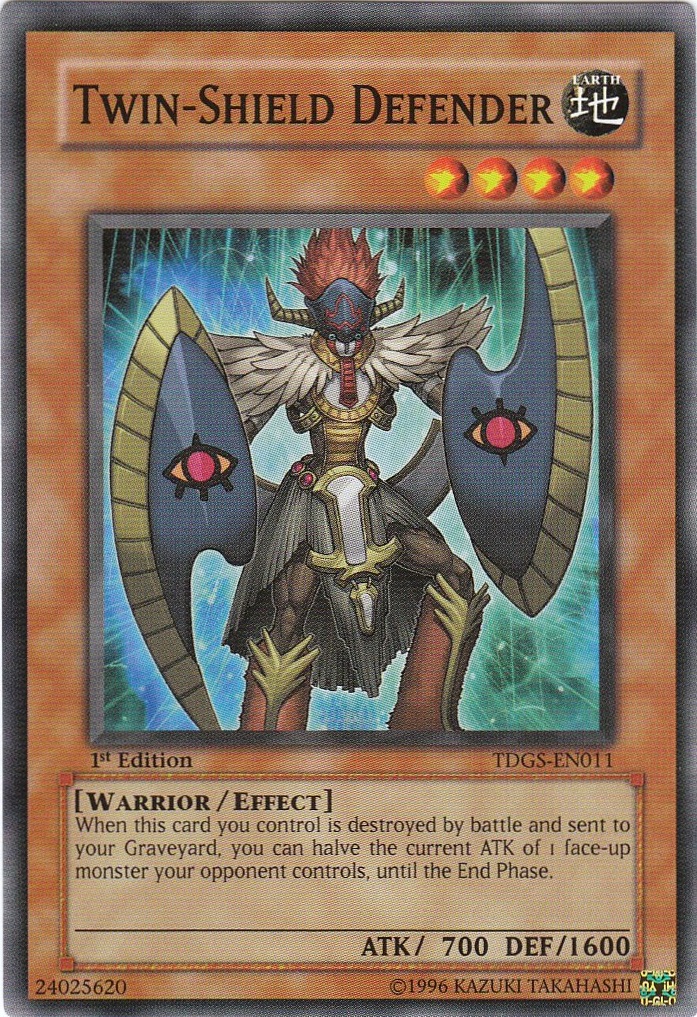 Twin-Shield Defender
EARTH
地
1st Edition
TDGS-EN011
[Warrior / Effect]
When this card you control is destroyed by battle and sent to
your Graveyard, you can halve the current ATK of 1 face-up
monster your opponent controls, until the End Phase.
ATK/ 700 DEF/1600
24025620
©1996 KAZUKI TAKAHASHI